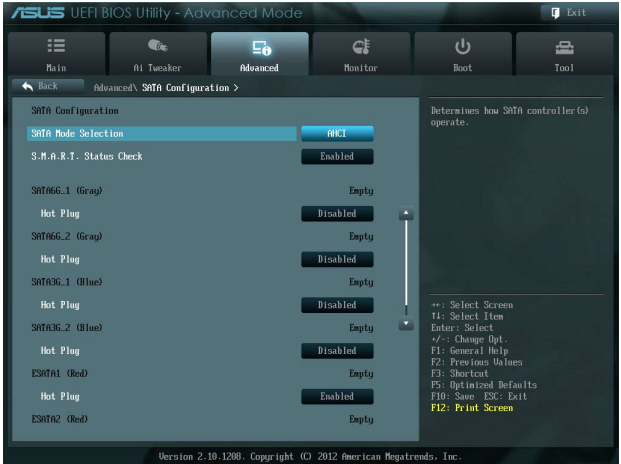 ASUS UEFI BIOS Utility - Advanced Mode
Exit
Main
Ai Tweaker
Advanced
Monitor
Boot
Tool
Back
Advanced\ SATA Configuration >
SATA Configuration
SATA Mode Selection AHCI
S.M.A.R.T. Status Check Enabled
SATA6G_1 (Gray) Empty
Hot Plug Disabled
SATA6G_2 (Gray) Empty
Hot Plug Disabled
SATA3G_1 (Blue) Empty
Hot Plug Disabled
SATA3G_2 (Blue) Empty
Hot Plug Disabled
ESATA1 (Red) Empty
Hot Plug Enabled
ESATA2 (Red) Empty
Determines how SATA controller(s)
operate.
→←: Select Screen
↑↓: Select Item
Enter: Select
+/-: Change Opt.
F1: General Help
F2: Previous Values
F3: Shortcut
F5: Optimized Defaults
F10: Save ESC: Exit
F12: Print Screen
Version 2.10.1208. Copyright (C) 2012 American Megatrends, Inc.